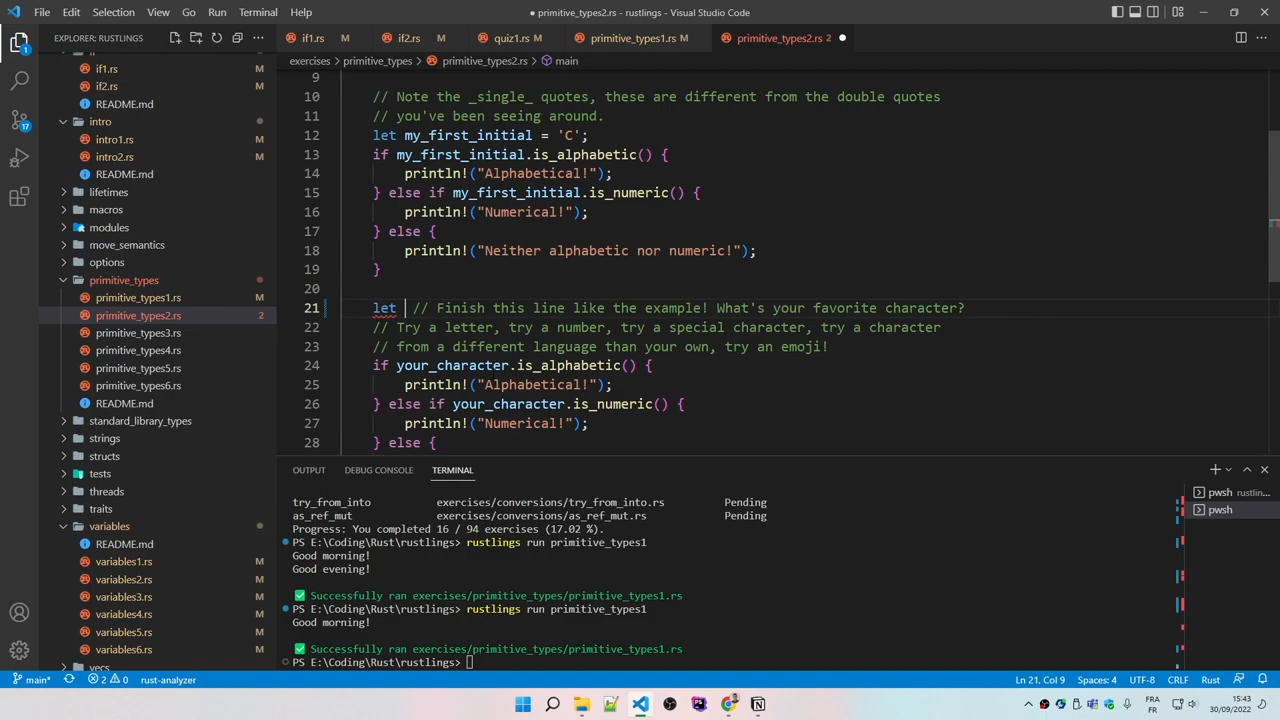 File Edit Selection View Go Run Terminal Help
● primitive_types2.rs - rustlings - Visual Studio Code
EXPLORER: RUSTLINGS
if1.rs M
if2.rs M
quiz1.rs M
primitive_types1.rs M
primitive_types2.rs 2 ●
exercises > primitive_types > primitive_types2.rs > main
if1.rs M
if2.rs M
README.md
intro
intro1.rs M
intro2.rs M
README.md
lifetimes
macros
modules
move_semantics
options
primitive_types
primitive_types1.rs M
primitive_types2.rs 2
primitive_types3.rs
primitive_types4.rs
primitive_types5.rs
primitive_types6.rs
README.md
standard_library_types
strings
structs
tests
threads
traits
variables
README.md
variables1.rs M
variables2.rs M
variables3.rs M
variables4.rs M
variables5.rs M
variables6.rs M
vecs
9
10 // Note the _single_ quotes, these are different from the double quotes
11 // you've been seeing around.
12 let my_first_initial = 'C';
13 if my_first_initial.is_alphabetic() {
14 println!("Alphabetical!");
15 } else if my_first_initial.is_numeric() {
16 println!("Numerical!");
17 } else {
18 println!("Neither alphabetic nor numeric!");
19 }
20
21 let // Finish this line like the example! What's your favorite character?
22 // Try a letter, try a number, try a special character, try a character
23 // from a different language than your own, try an emoji!
24 if your_character.is_alphabetic() {
25 println!("Alphabetical!");
26 } else if your_character.is_numeric() {
27 println!("Numerical!");
28 } else {
OUTPUT DEBUG CONSOLE TERMINAL
try_from_into exercises/conversions/try_from_into.rs Pending
as_ref_mut exercises/conversions/as_ref_mut.rs Pending
Progress: You completed 16 / 94 exercises (17.02 %).
PS E:\Coding\Rust\rustlings> rustlings run primitive_types1
Good morning!
Good evening!
✅ Successfully ran exercises/primitive_types/primitive_types1.rs
PS E:\Coding\Rust\rustlings> rustlings run primitive_types1
Good morning!
✅ Successfully ran exercises/primitive_types/primitive_types1.rs
PS E:\Coding\Rust\rustlings>
pwsh rustlin...
pwsh
1
17
main* 2 0 rust-analyzer
Ln 21, Col 9 Spaces: 4 UTF-8 CRLF Rust
FRA
FR
15:43
30/09/2022